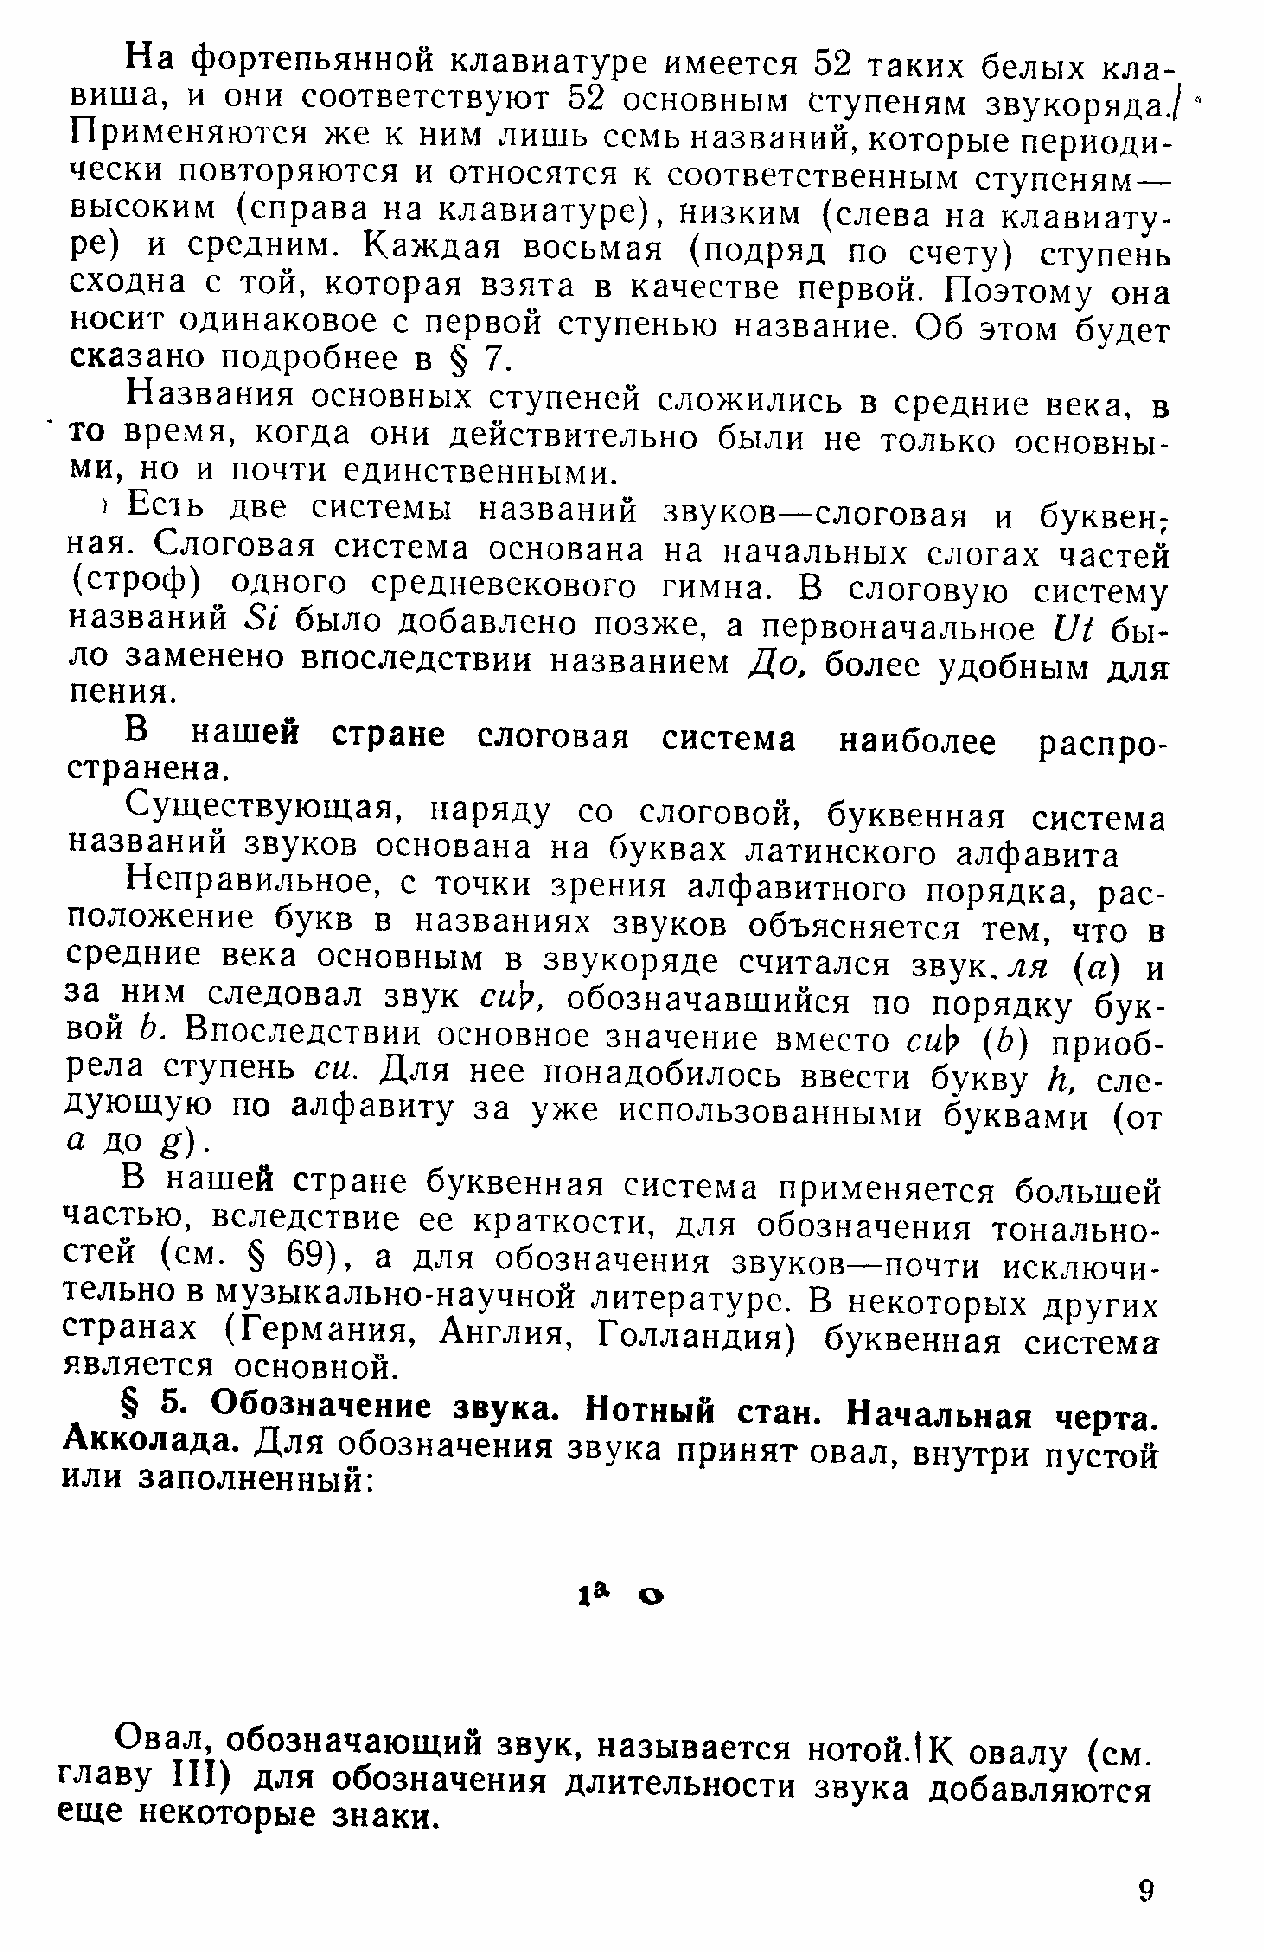 На фортепьянной клавиатуре имеется 52 таких белых кла-
виша, и они соответствуют 52 основным ступеням звукоряда.
Применяются же к ним лишь семь названий, которые периоди-
чески повторяются и относятся к соответственным ступеням—
высоким (справа на клавиатуре), низким (слева на клавиату-
ре) и средним. Каждая восьмая (подряд по счету) ступень
сходна с той, которая взята в качестве первой. Поэтому она
носит одинаковое с первой ступенью название. Об этом будет
сказано подробнее в § 7.
Названия основных ступеней сложились в средние века, в
то время, когда они действительно были не только основны-
ми, но и почти единственными.
Есть две системы названий звуков—слоговая и буквен-
ная. Слоговая система основана на начальных слогах частей
(строф) одного средневекового гимна. В слоговую систему
названий Si было добавлено позже, а первоначальное Ut бы-
ло заменено впоследствии названием До, более удобным для
пения.
В нашей стране слоговая система наиболее распро-
странена.
Существующая, наряду со слоговой, буквенная система
названий звуков основана на буквах латинского алфавита
Неправильное, с точки зрения алфавитного порядка, рас-
положение букв в названиях звуков объясняется тем, что в
средние века основным в звукоряде считался звук ля (a) и
за ним следовал звук си♭, обозначавшийся по порядку бук-
вой b. Впоследствии основное значение вместо си♭ (b) приоб-
рела ступень си. Для нее понадобилось ввести букву h, сле-
дующую по алфавиту за уже использованными буквами (от
a до g).
В нашей стране буквенная система применяется большей
частью, вследствие ее краткости, для обозначения тонально-
стей (см. § 69), а для обозначения звуков—почти исключи-
тельно в музыкально-научной литературе. В некоторых других
странах (Германия, Англия, Голландия) буквенная система
является основной.
§ 5. Обозначение звука. Нотный стан. Начальная черта.
Акколада. Для обозначения звука принят овал, внутри пустой
или заполненный:
1а
Овал, обозначающий звук, называется нотой. К овалу (см.
главу III) для обозначения длительности звука добавляются
еще некоторые знаки.
9